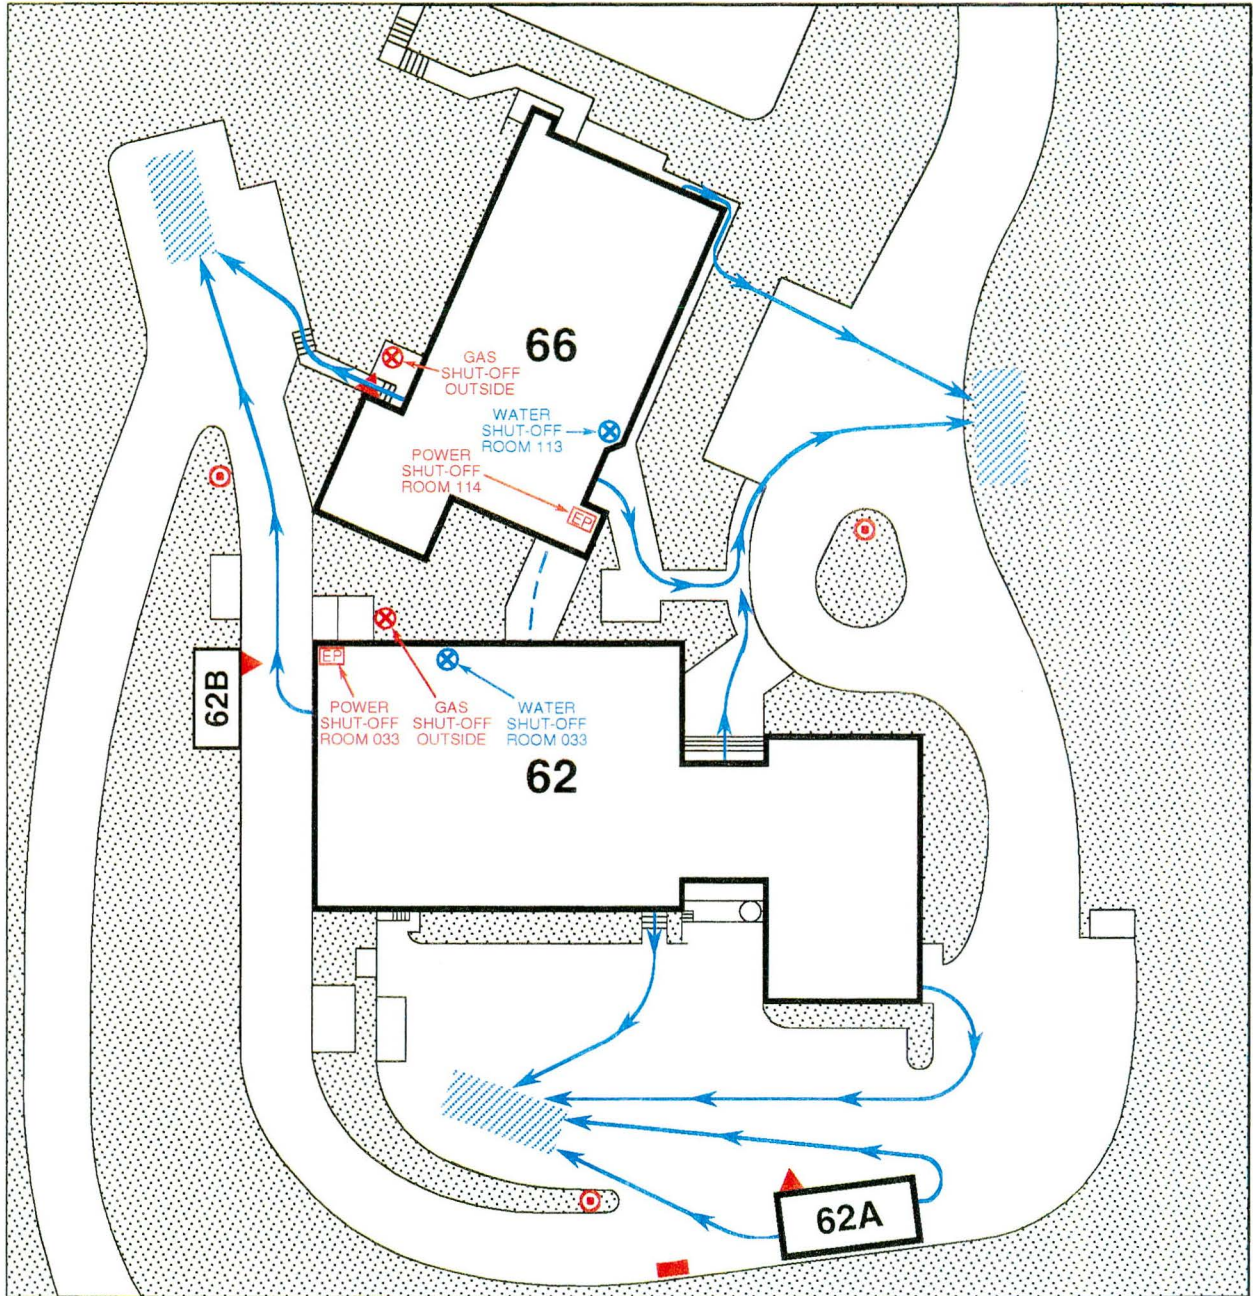 66
GAS
SHUT-OFF
OUTSIDE
WATER
SHUT-OFF
ROOM 113
POWER
SHUT-OFF
ROOM 114
EP
EP
POWER
SHUT-OFF
ROOM 033
GAS
SHUT-OFF
OUTSIDE
WATER
SHUT-OFF
ROOM 033
62B
62
62A